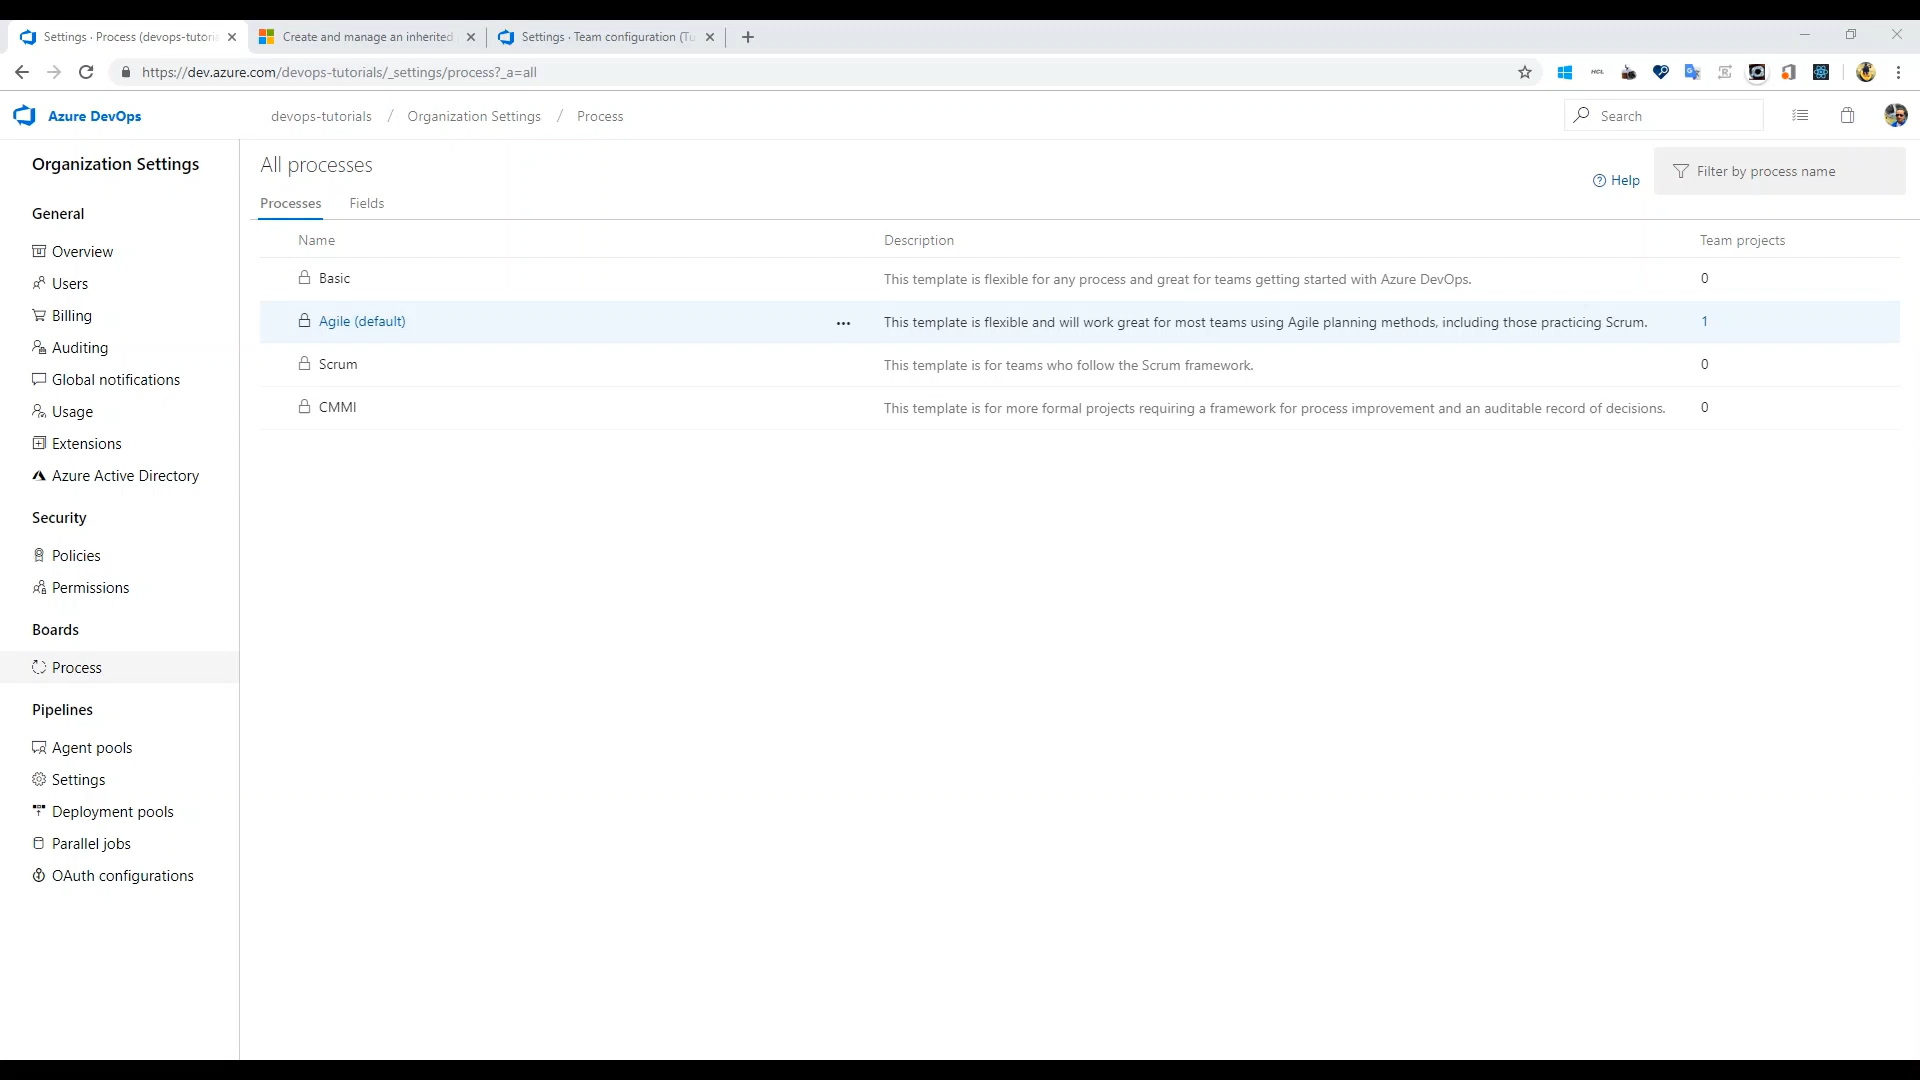 Settings · Process (devops-tutoria
Create and manage an inherited
Settings · Team configuration (Tu
https://dev.azure.com/devops-tutorials/_settings/process?_a=all
HCL
Azure DevOps
devops-tutorials / Organization Settings / Process
Search
Organization Settings
General
Overview
Users
Billing
Auditing
Global notifications
Usage
Extensions
Azure Active Directory
Security
Policies
Permissions
Boards
Process
Pipelines
Agent pools
Settings
Deployment pools
Parallel jobs
OAuth configurations
All processes
Help
Filter by process name
Processes Fields
Name Description Team projects
Basic This template is flexible for any process and great for teams getting started with Azure DevOps. 0
Agile (default) ... This template is flexible and will work great for most teams using Agile planning methods, including those practicing Scrum. 1
Scrum This template is for teams who follow the Scrum framework. 0
CMMI This template is for more formal projects requiring a framework for process improvement and an auditable record of decisions. 0